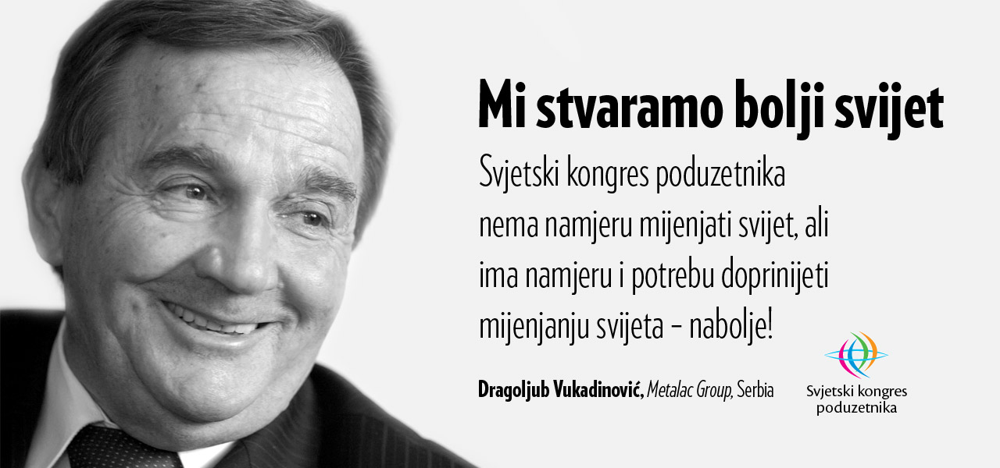 Mi stvaramo bolji svijet
Svjetski kongres poduzetnika
nema namjeru mijenjati svijet, ali
ima namjeru i potrebu doprinijeti
mijenjanju svijeta – nabolje!
Dragoljub Vukadinović, Metalac Group, Serbia
Svjetski kongres
poduzetnika